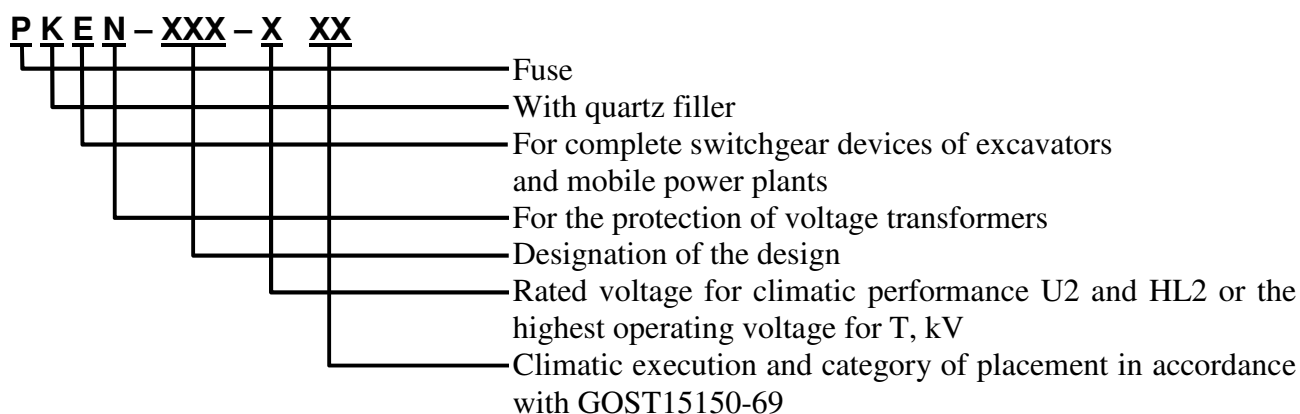 P K E N – XXX – X XX
Fuse
With quartz filler
For complete switchgear devices of excavators
and mobile power plants
For the protection of voltage transformers
Designation of the design
Rated voltage for climatic performance U2 and HL2 or the
highest operating voltage for T, kV
Climatic execution and category of placement in accordance
with GOST15150-69